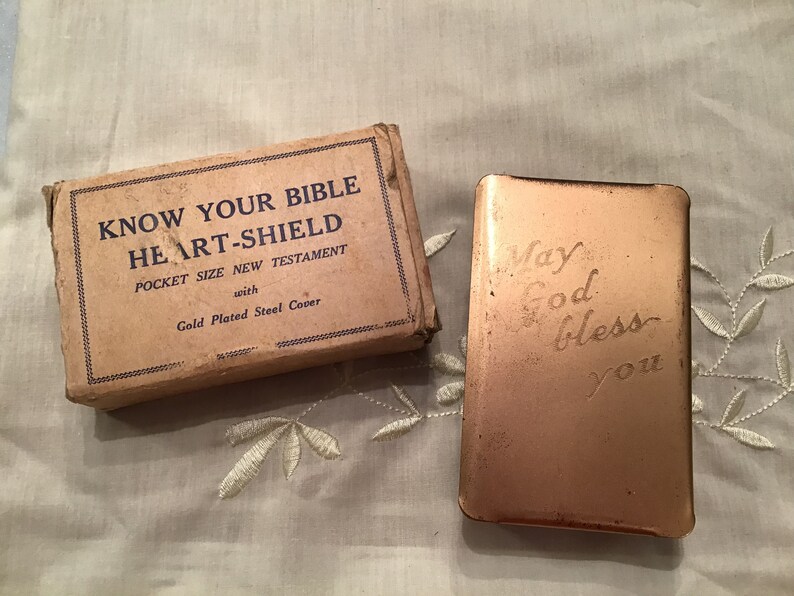 KNOW YOUR BIBLE
HEART-SHIELD
POCKET SIZE NEW TESTAMENT
with
Gold Plated Steel Cover
May
God
bless
you